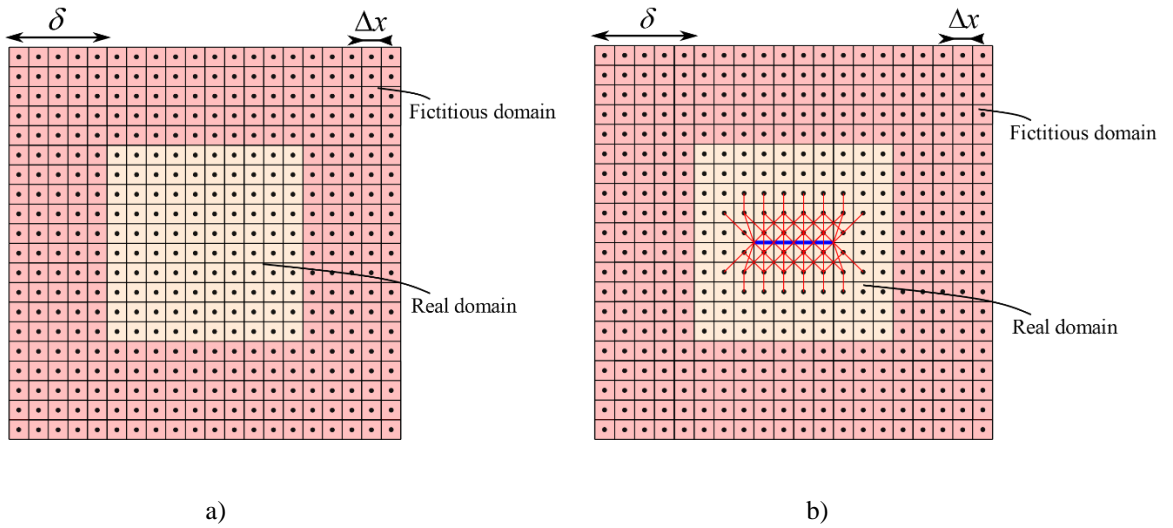 δ Δx δ Δx
Fictitious domain
Fictitious domain
Real domain
Real domain
a) b)